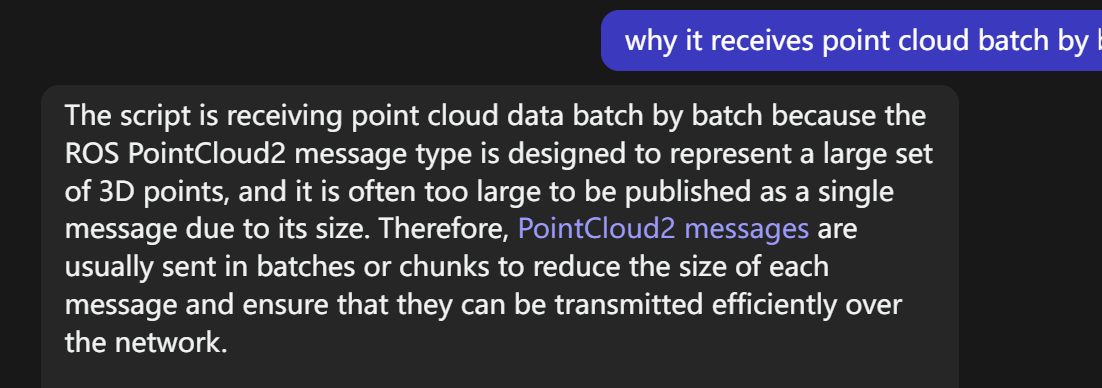 why it receives point cloud batch by
The script is receiving point cloud data batch by batch because the
ROS PointCloud2 message type is designed to represent a large set
of 3D points, and it is often too large to be published as a single
message due to its size. Therefore, PointCloud2 messages are
usually sent in batches or chunks to reduce the size of each
message and ensure that they can be transmitted efficiently over
the network.